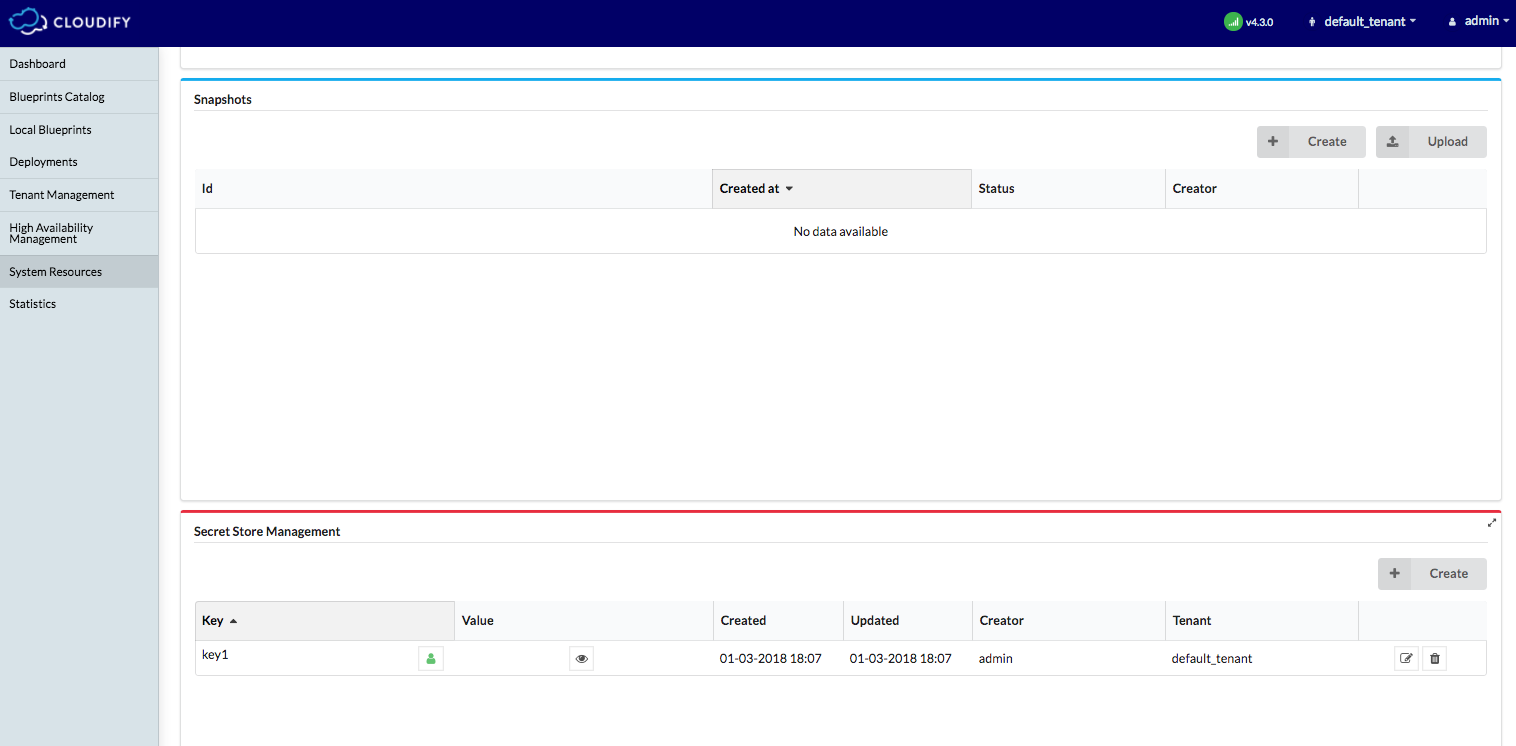 CLOUDIFY
v4.3.0
default_tenant
admin
Dashboard
Blueprints Catalog
Local Blueprints
Deployments
Tenant Management
High Availability
Management
System Resources
Statistics
Snapshots
Create
Upload
Id
Created at
Status
Creator
No data available
Secret Store Management
Create
Key
Value
Created
Updated
Creator
Tenant
key1
01-03-2018 18:07
01-03-2018 18:07
admin
default_tenant